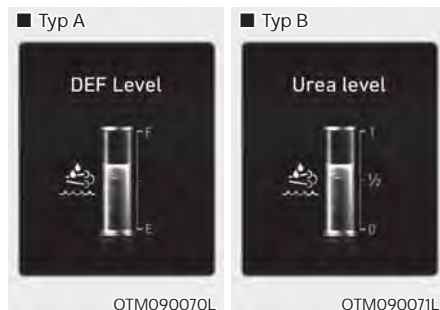 ■ Typ A
DEF Level
F
E
OTM090070L
■ Typ B
Urea level
1
½
0
OTM090071L